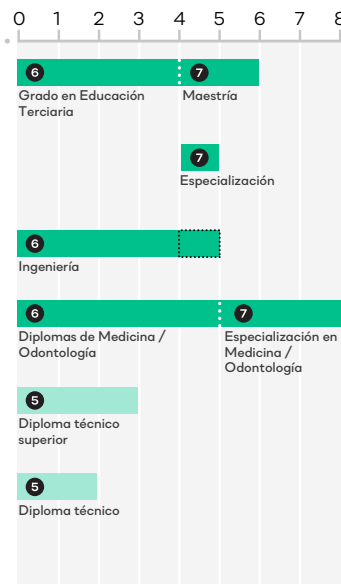 0 1 2 3 4 5 6 7 8
6 7
Grado en Educación Maestría
Terciaria
7
Especialización
6
Ingeniería
6 7
Diplomas de Medicina / Especialización en
Odontología Medicina /
Odontología
5
Diploma técnico
superior
5
Diploma técnico